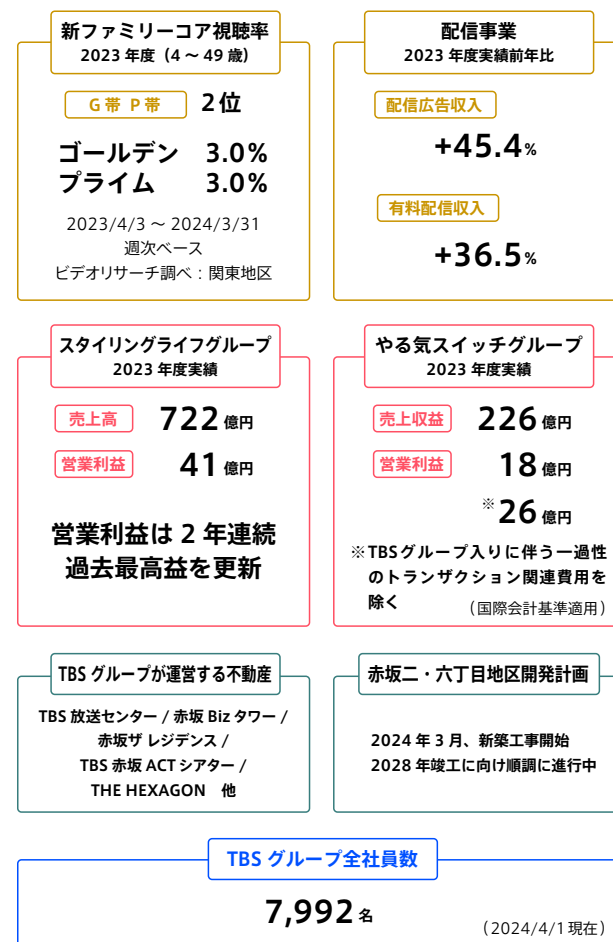 新ファミリーコア視聴率
2023 年度（4 ～ 49 歳）
G 帯 P 帯 2 位
ゴールデン 3.0%
プライム 3.0%
2023/4/3 ～ 2024/3/31
週次ベース
ビデオリサーチ調べ：関東地区
配信事業
2023 年度実績前年比
配信広告収入
+45.4%
有料配信収入
+36.5%
スタイリングライフグループ
2023 年度実績
売上高 722 億円
営業利益 41 億円
営業利益は 2 年連続
過去最高益を更新
やる気スイッチグループ
2023 年度実績
売上収益 226 億円
営業利益 18 億円
※26 億円
※TBSグループ入りに伴う一過性
のトランザクション関連費用を
除く （国際会計基準適用）
TBS グループが運営する不動産
TBS 放送センター / 赤坂 Biz タワー /
赤坂ザ レジデンス /
TBS 赤坂 ACT シアター /
THE HEXAGON 他
赤坂二・六丁目地区開発計画
2024 年 3 月、新築工事開始
2028 年竣工に向け順調に進行中
TBS グループ全社員数
7,992 名
（2024/4/1 現在）